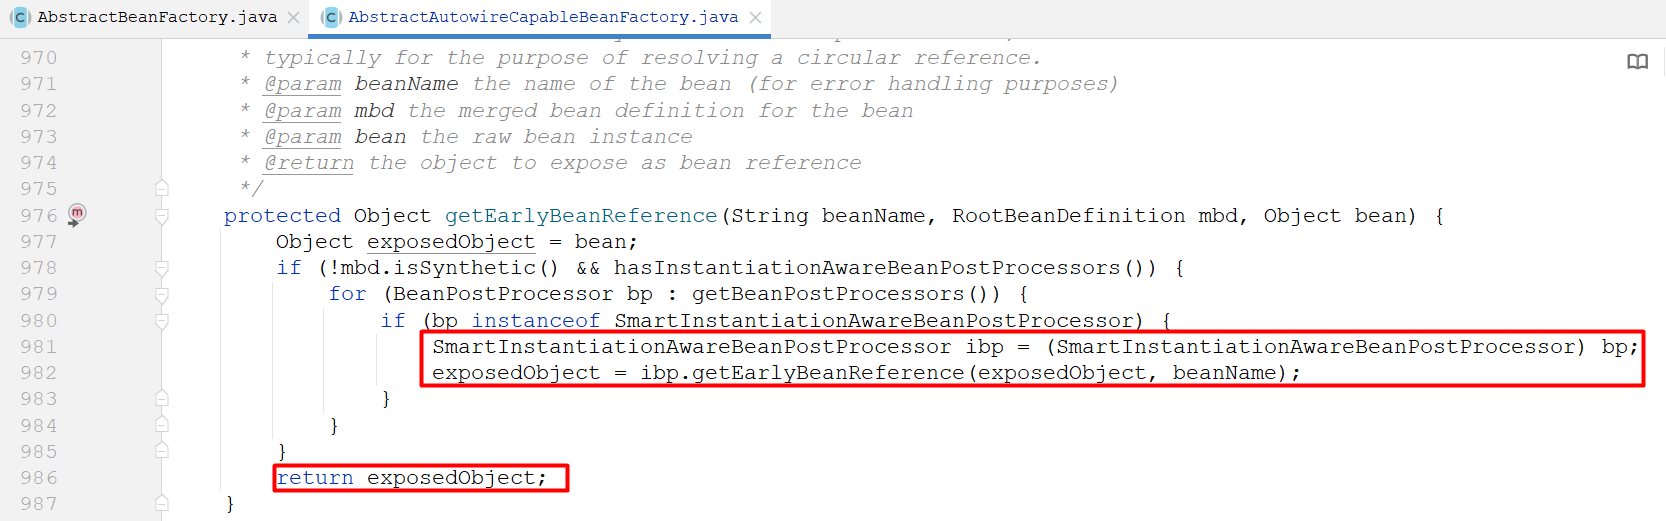 AbstractBeanFactory.java
AbstractAutowireCapableBeanFactory.java
970 * typically for the purpose of resolving a circular reference.
971 * @param beanName the name of the bean (for error handling purposes)
972 * @param mbd the merged bean definition for the bean
973 * @param bean the raw bean instance
974 * @return the object to expose as bean reference
975 */
976 protected Object getEarlyBeanReference(String beanName, RootBeanDefinition mbd, Object bean) {
977 Object exposedObject = bean;
978 if (!mbd.isSynthetic() && hasInstantiationAwareBeanPostProcessors()) {
979 for (BeanPostProcessor bp : getBeanPostProcessors()) {
980 if (bp instanceof SmartInstantiationAwareBeanPostProcessor) {
981 SmartInstantiationAwareBeanPostProcessor ibp = (SmartInstantiationAwareBeanPostProcessor) bp;
982 exposedObject = ibp.getEarlyBeanReference(exposedObject, beanName);
983 }
984 }
985 }
986 return exposedObject;
987 }